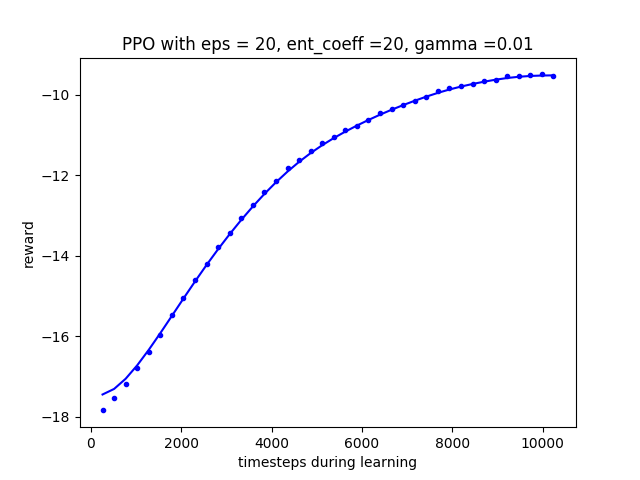 PPO with eps = 20, ent_coeff =20, gamma =0.01
−10
−12
−14
−16
−18
reward
0 2000 4000 6000 8000 10000
timesteps during learning